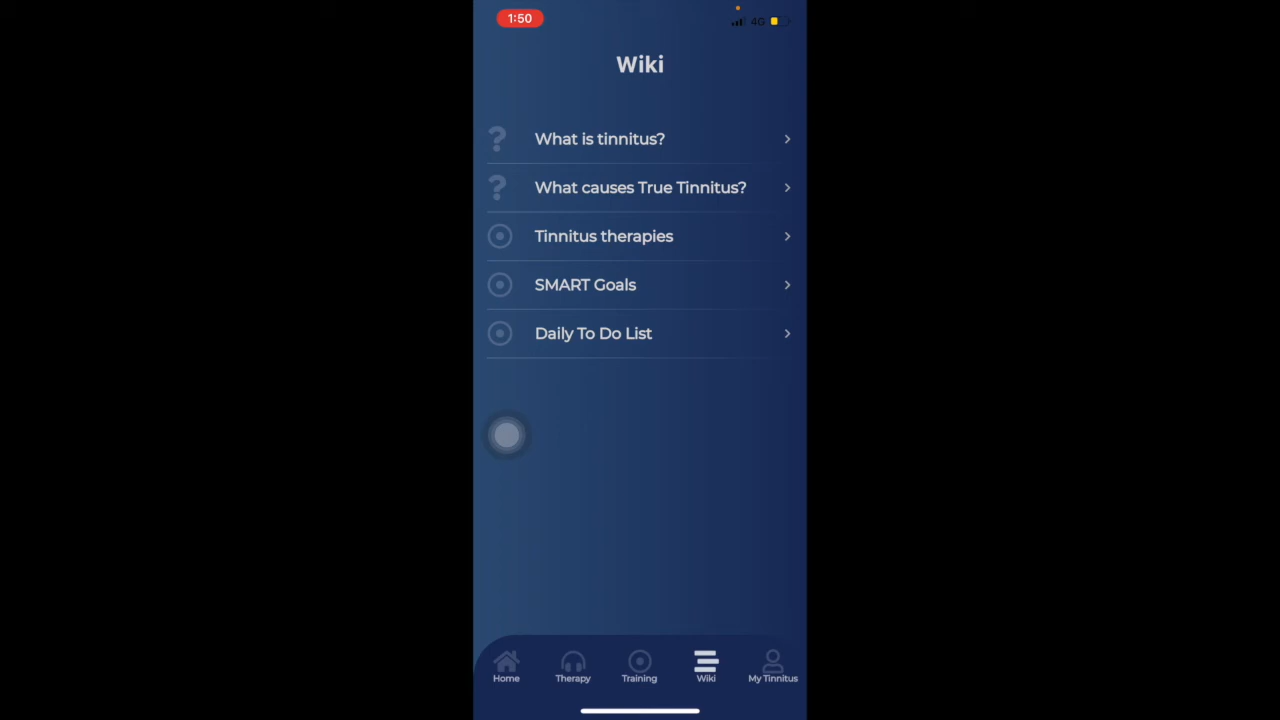 1:50
4G
Wiki
What is tinnitus?
What causes True Tinnitus?
Tinnitus therapies
SMART Goals
Daily To Do List
Home
Therapy
Training
Wiki
My Tinnitus